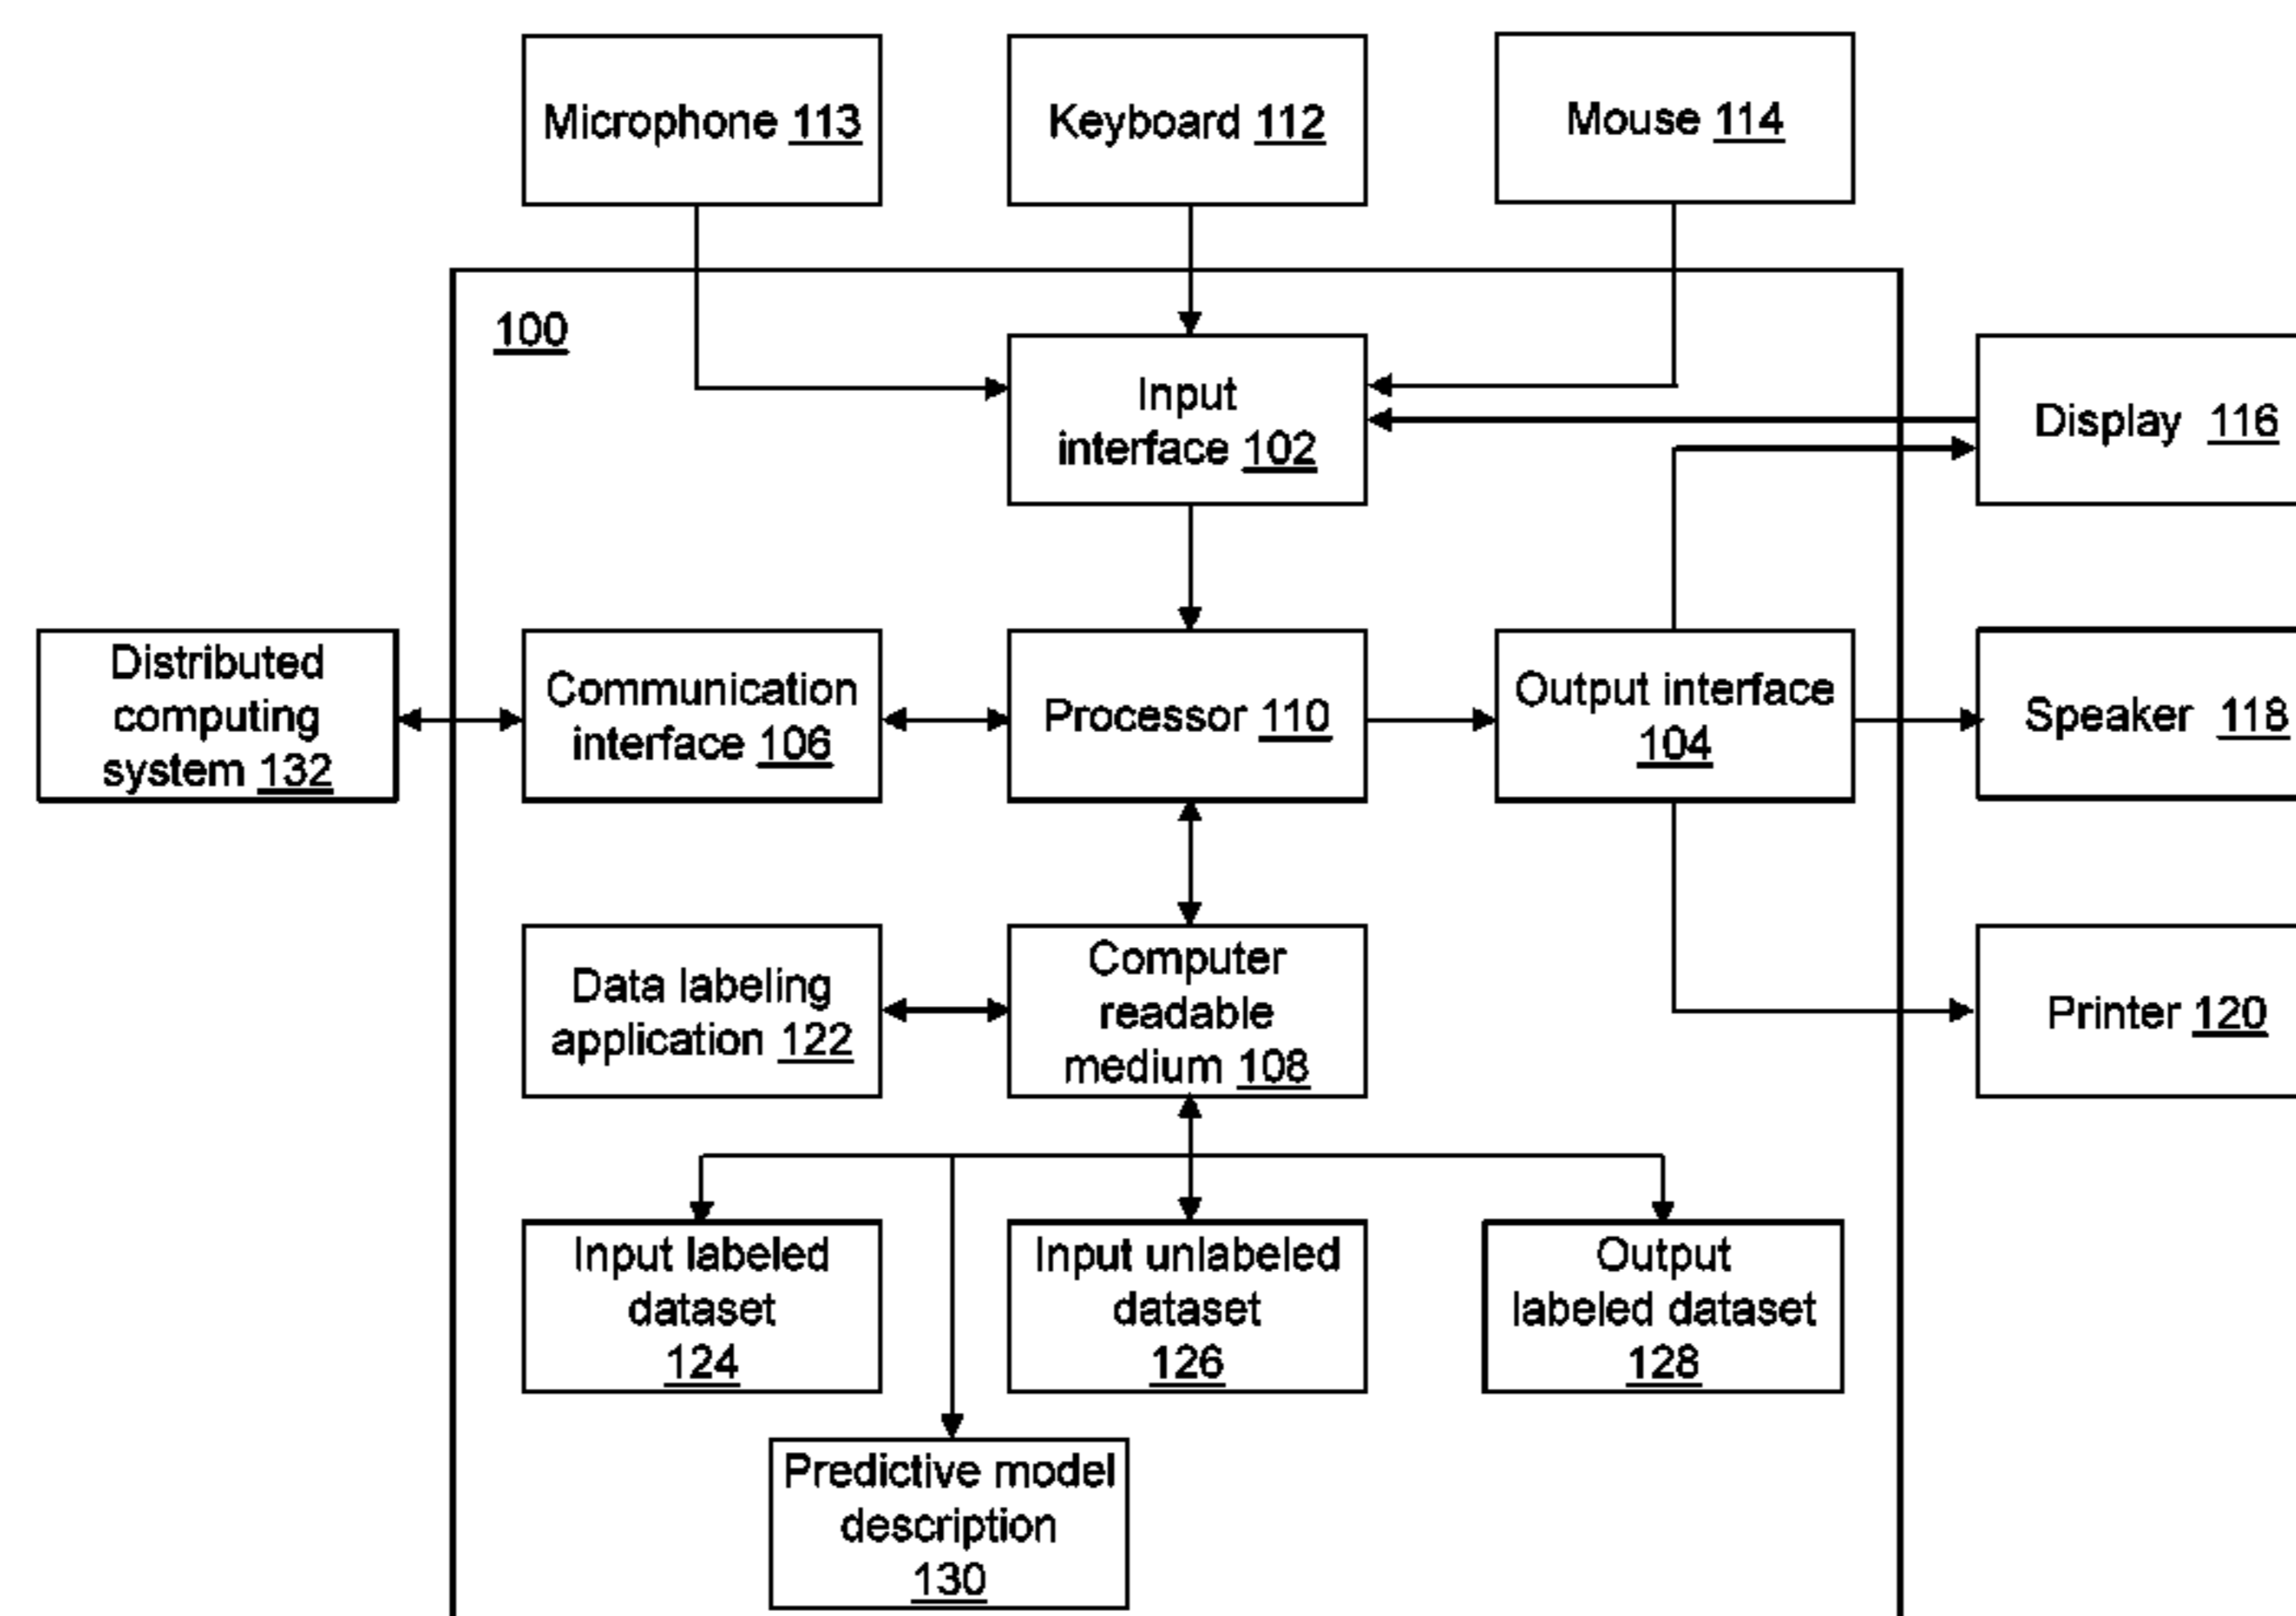 Microphone 113
Keyboard 112
Mouse 114
100
Input
interface 102
Display 116
Distributed
computing
system 132
Communication
interface 106
Processor 110
Output interface
104
Speaker 118
Data labeling
application 122
Computer
readable
medium 108
Printer 120
Input labeled
dataset
124
Input unlabeled
dataset
126
Output
labeled dataset
128
Predictive model
description
130